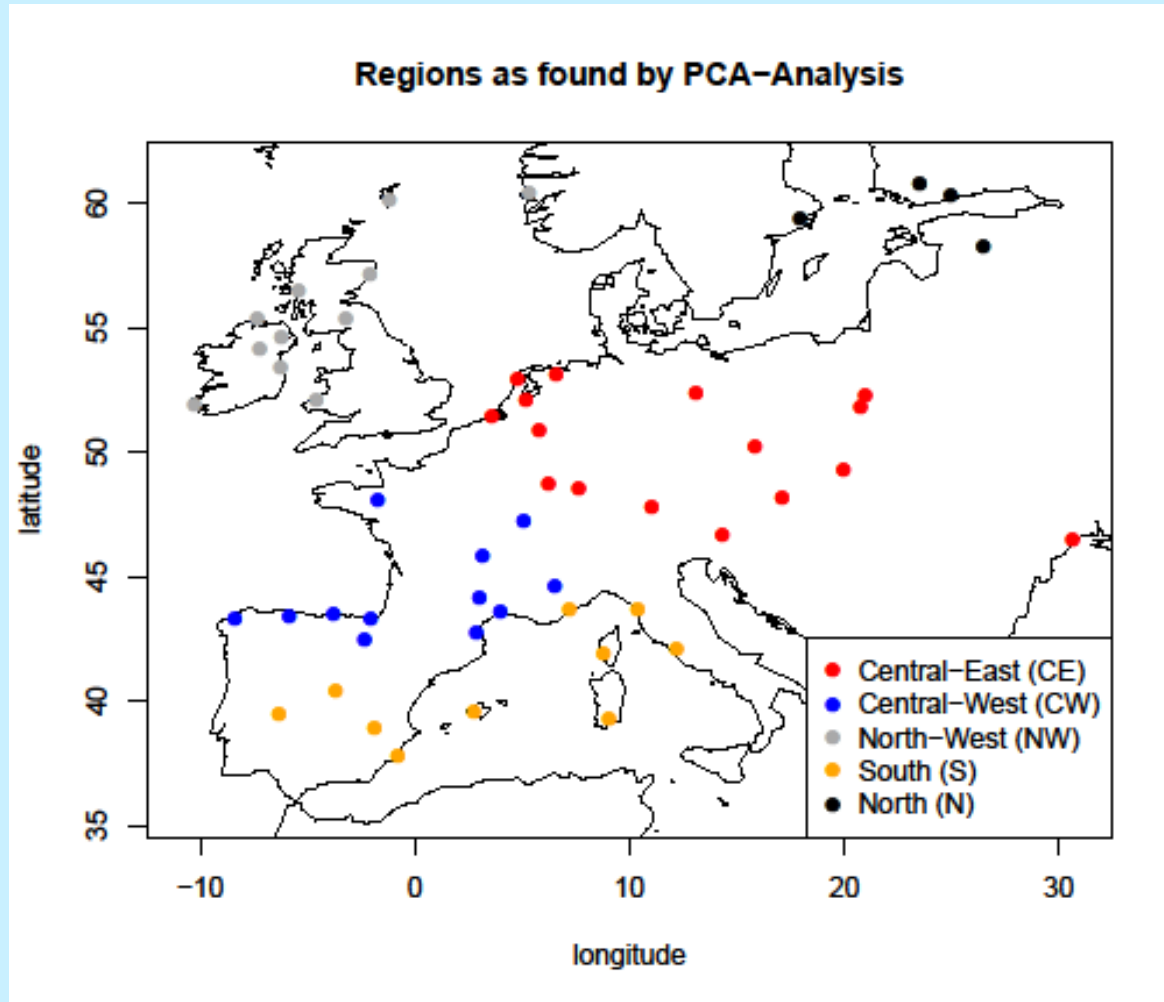 Regions as found by PCA−Analysis
60
55
50
45
40
35
latitude
−10
0
10
20
30
longitude
Central−East (CE)
Central−West (CW)
North−West (NW)
South (S)
North (N)